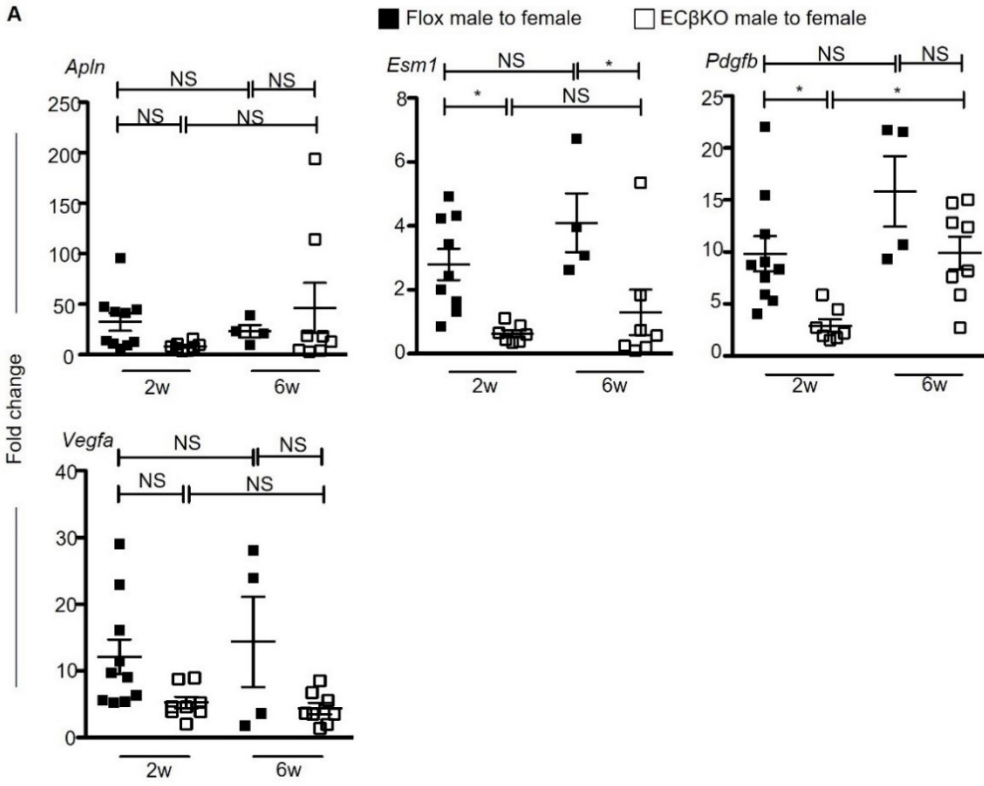 A
Flox male to female
ECβKO male to female
Fold change
Apln
NS
NS
NS
NS
250
200
150
100
50
0
2w
6w
Esm1
NS
*
*
NS
8
6
4
2
0
2w
6w
Pdgfb
NS
NS
*
*
25
20
15
10
5
0
2w
6w
Vegfa
NS
NS
NS
NS
40
30
20
10
0
2w
6w